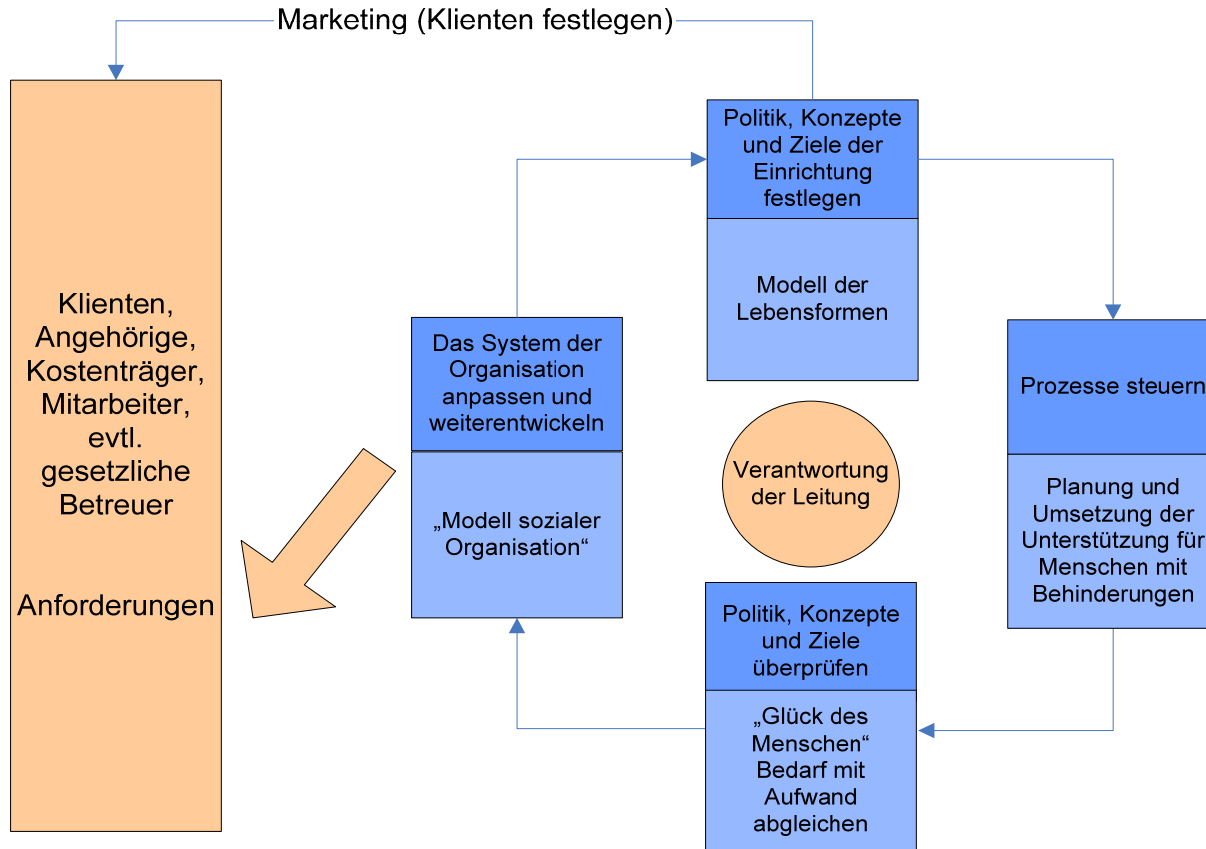 Marketing (Klienten festlegen)
Klienten,
Angehörige,
Kostenträger,
Mitarbeiter,
evtl.
gesetzliche
Betreuer
Anforderungen
Das System der
Organisation
anpassen und
weiterentwickeln
„Modell sozialer
Organisation“
Politik, Konzepte
und Ziele der
Einrichtung
festlegen
Modell der
Lebensformen
Verantwortung
der Leitung
Politik, Konzepte
und Ziele
überprüfen
„Glück des
Menschen“
Bedarf mit
Aufwand
abgleichen
Prozesse steuern
Planung und
Umsetzung der
Unterstützung für
Menschen mit
Behinderungen